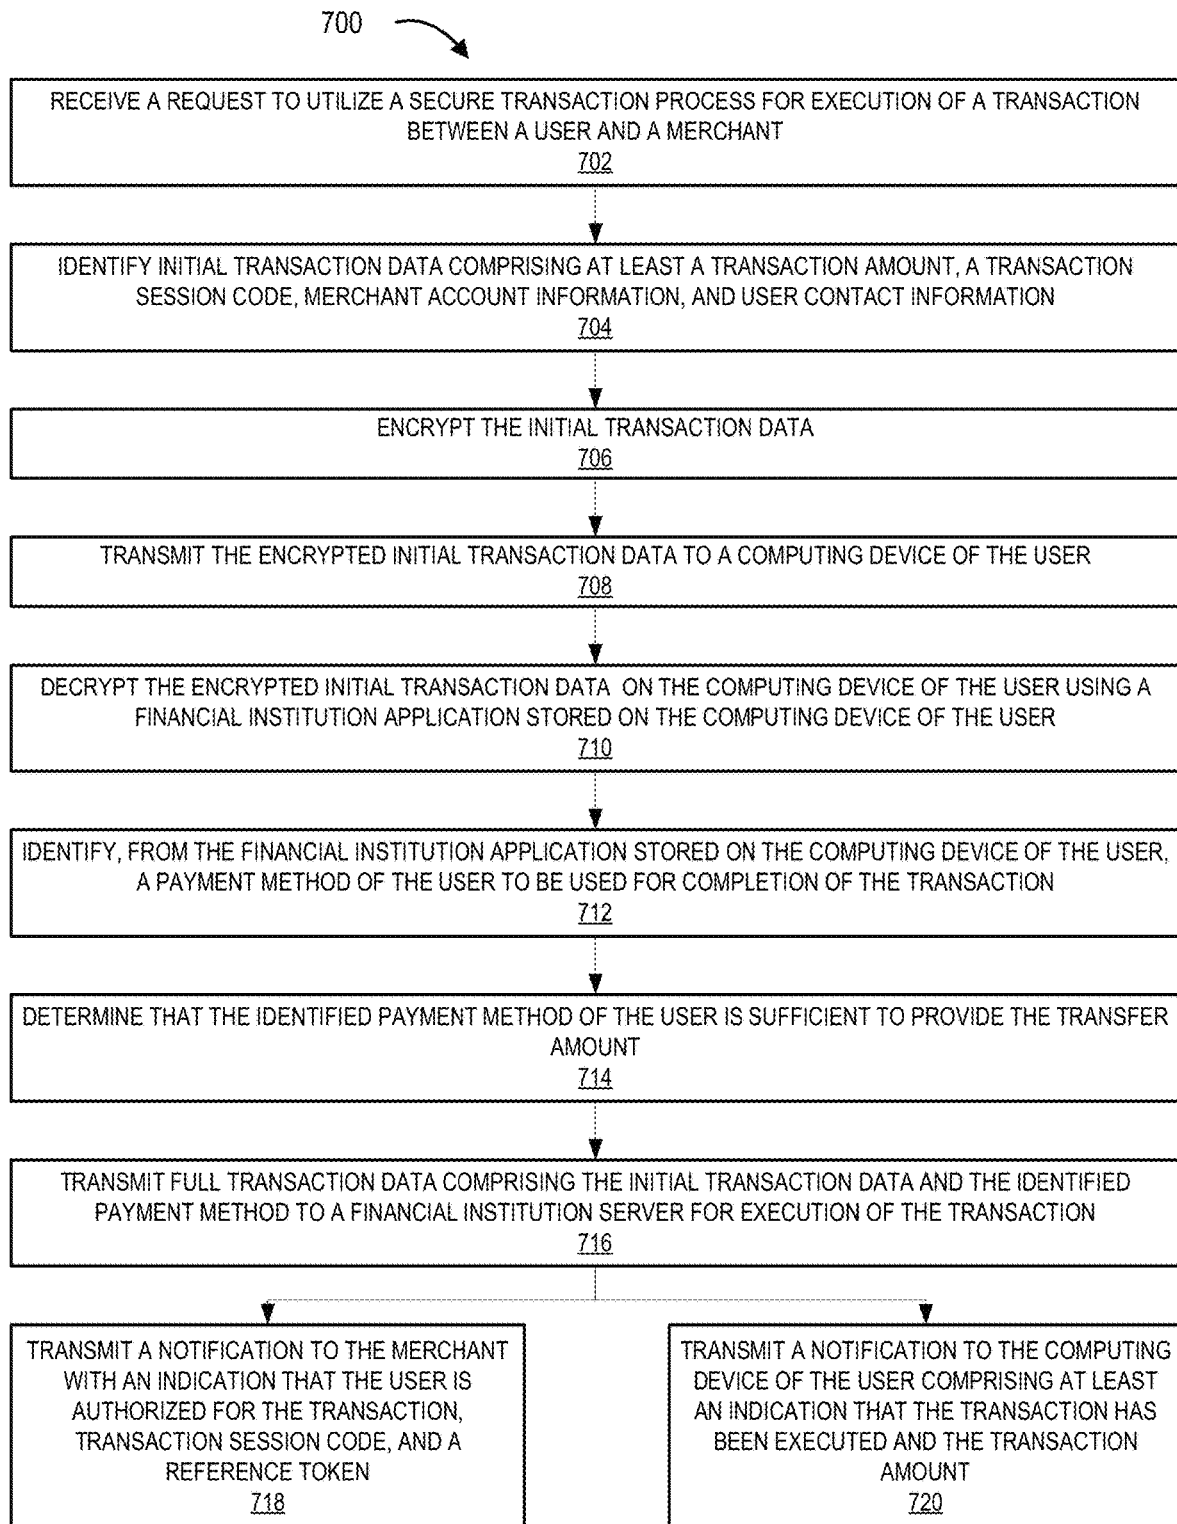 700
RECEIVE A REQUEST TO UTILIZE A SECURE TRANSACTION PROCESS FOR EXECUTION OF A TRANSACTION
BETWEEN A USER AND A MERCHANT
702
IDENTIFY INITIAL TRANSACTION DATA COMPRISING AT LEAST A TRANSACTION AMOUNT, A TRANSACTION
SESSION CODE, MERCHANT ACCOUNT INFORMATION, AND USER CONTACT INFORMATION
704
ENCRYPT THE INITIAL TRANSACTION DATA
706
TRANSMIT THE ENCRYPTED INITIAL TRANSACTION DATA TO A COMPUTING DEVICE OF THE USER
708
DECRYPT THE ENCRYPTED INITIAL TRANSACTION DATA ON THE COMPUTING DEVICE OF THE USER USING A
FINANCIAL INSTITUTION APPLICATION STORED ON THE COMPUTING DEVICE OF THE USER
710
IDENTIFY, FROM THE FINANCIAL INSTITUTION APPLICATION STORED ON THE COMPUTING DEVICE OF THE USER,
A PAYMENT METHOD OF THE USER TO BE USED FOR COMPLETION OF THE TRANSACTION
712
DETERMINE THAT THE IDENTIFIED PAYMENT METHOD OF THE USER IS SUFFICIENT TO PROVIDE THE TRANSFER
AMOUNT
714
TRANSMIT FULL TRANSACTION DATA COMPRISING THE INITIAL TRANSACTION DATA AND THE IDENTIFIED
PAYMENT METHOD TO A FINANCIAL INSTITUTION SERVER FOR EXECUTION OF THE TRANSACTION
716
TRANSMIT A NOTIFICATION TO THE MERCHANT
WITH AN INDICATION THAT THE USER IS
AUTHORIZED FOR THE TRANSACTION,
TRANSACTION SESSION CODE, AND A
REFERENCE TOKEN
718
TRANSMIT A NOTIFICATION TO THE COMPUTING
DEVICE OF THE USER COMPRISING AT LEAST
AN INDICATION THAT THE TRANSACTION HAS
BEEN EXECUTED AND THE TRANSACTION
AMOUNT
720